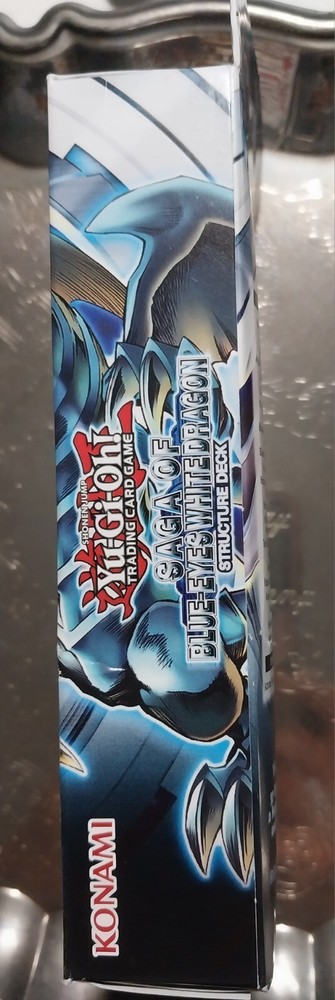 SHONEN JUMP
Yu-Gi-Oh!
TRADING CARD GAME
SAGA OF
BLUE-EYES WHITE DRAGON
STRUCTURE DECK
KONAMI